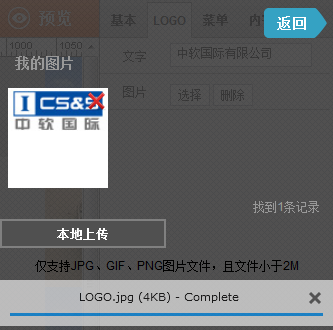 预览
基本 LOGO 菜单 内
返回
1000 1050
文字 中软国际有限公司
我的图片
图片 选择 删除
CS&S
中软国际
找到1条记录
本地上传
仅支持JPG、GIF、PNG图片文件，且文件小于2M
LOGO.jpg (4KB) - Complete